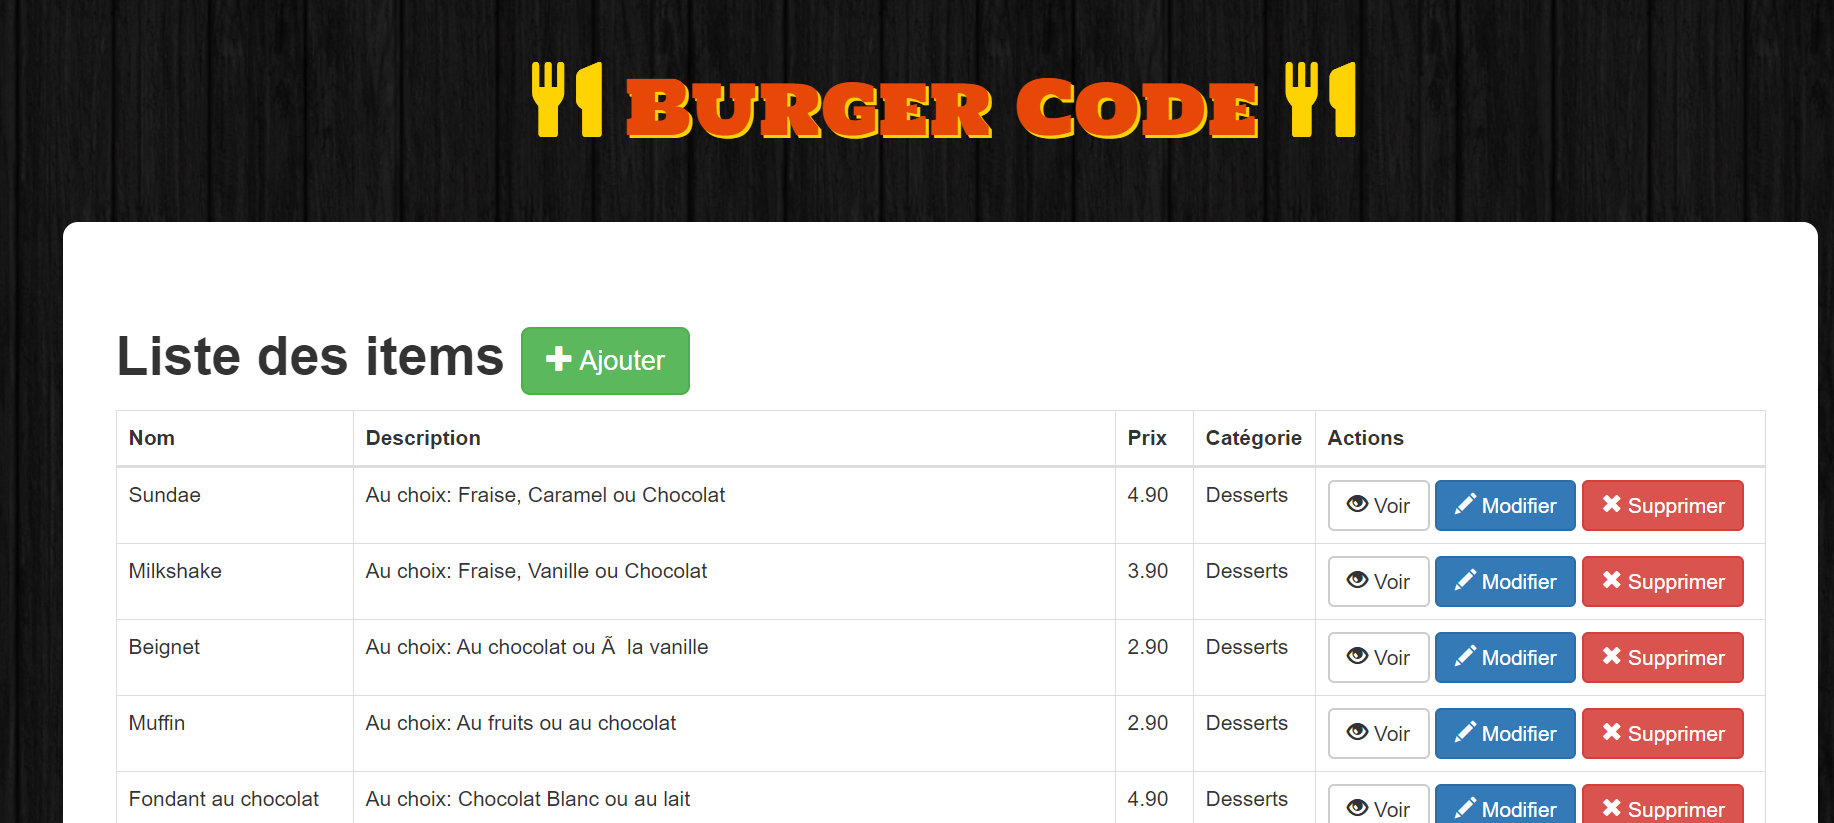 Burger Code
Liste des items Ajouter
Nom Description Prix Catégorie Actions
Sundae Au choix: Fraise, Caramel ou Chocolat 4.90 Desserts Voir Modifier Supprimer
Milkshake Au choix: Fraise, Vanille ou Chocolat 3.90 Desserts Voir Modifier Supprimer
Beignet Au choix: Au chocolat ou Ã  la vanille 2.90 Desserts Voir Modifier Supprimer
Muffin Au choix: Au fruits ou au chocolat 2.90 Desserts Voir Modifier Supprimer
Fondant au chocolat Au choix: Chocolat Blanc ou au lait 4.90 Desserts Voir Modifier Supprimer